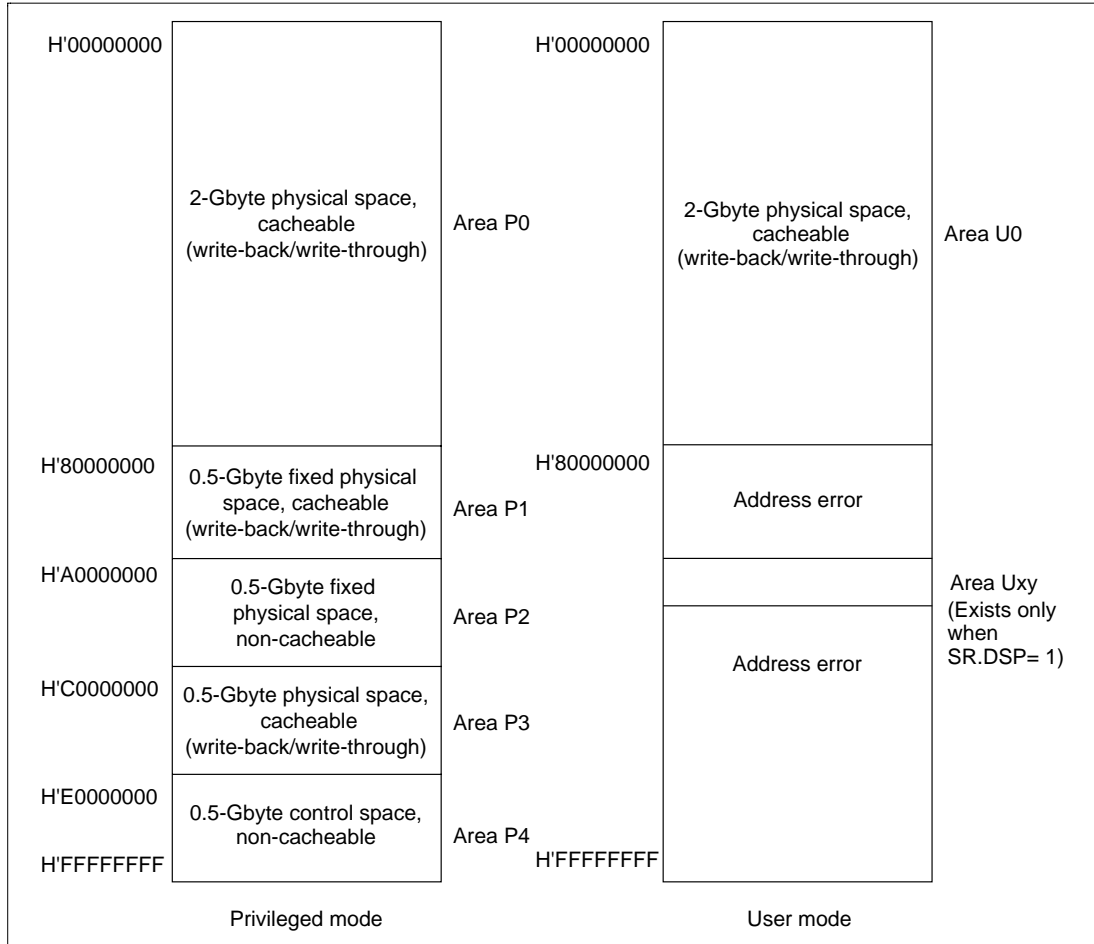 H'00000000
2-Gbyte physical space,
cacheable
(write-back/write-through)
Area P0
H'80000000
0.5-Gbyte fixed physical
space, cacheable
(write-back/write-through)
Area P1
H'A0000000
0.5-Gbyte fixed
physical space,
non-cacheable
Area P2
H'C0000000
0.5-Gbyte physical space,
cacheable
(write-back/write-through)
Area P3
H'E0000000
0.5-Gbyte control space,
non-cacheable
Area P4
H'FFFFFFFF
Privileged mode
H'00000000
2-Gbyte physical space,
cacheable
(write-back/write-through)
Area U0
H'80000000
Address error
Area Uxy
(Exists only
when
SR.DSP= 1)
Address error
H'FFFFFFFF
User mode